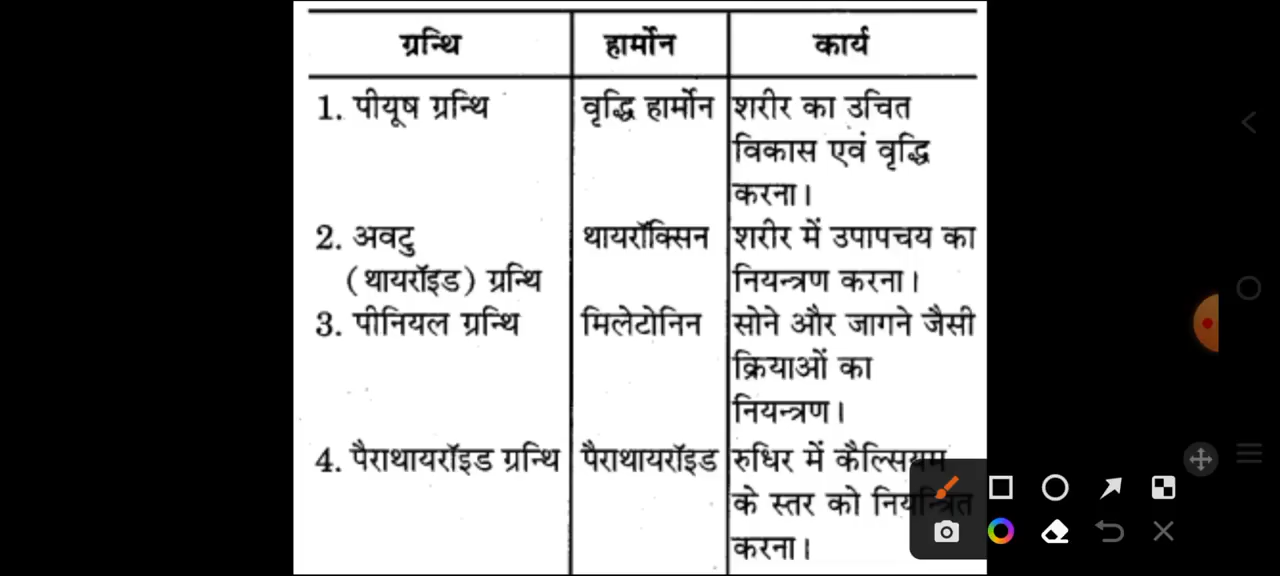 ग्रन्थि हार्मोन कार्य
1. पीयूष ग्रन्थि वृद्धि हार्मोन शरीर का उचित
विकास एवं वृद्धि
करना।
2. अवटु थायरॉक्सिन शरीर में उपापचय का
(थायरॉइड) ग्रन्थि नियन्त्रण करना।
3. पीनियल ग्रन्थि मिलेटोनिन सोने और जागने जैसी
क्रियाओं का
नियन्त्रण।
4. पैराथायरॉइड ग्रन्थि पैराथायरॉइड रुधिर में कैल्सियम
के स्तर को नियन्त्रित
करना।